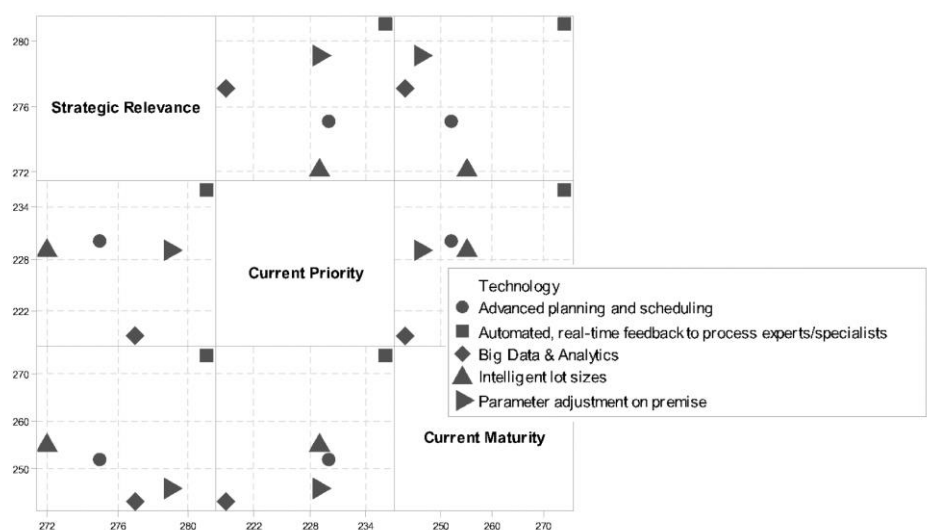 280
276
272
Strategic Relevance
234
228
222
Current Priority
Technology
Advanced planning and scheduling
Automated, real-time feedback to process experts/specialists
Big Data & Analytics
Intelligent lot sizes
Parameter adjustment on premise
270
260
250
Current Maturity
272 276 280 222 228 234 250 260 270